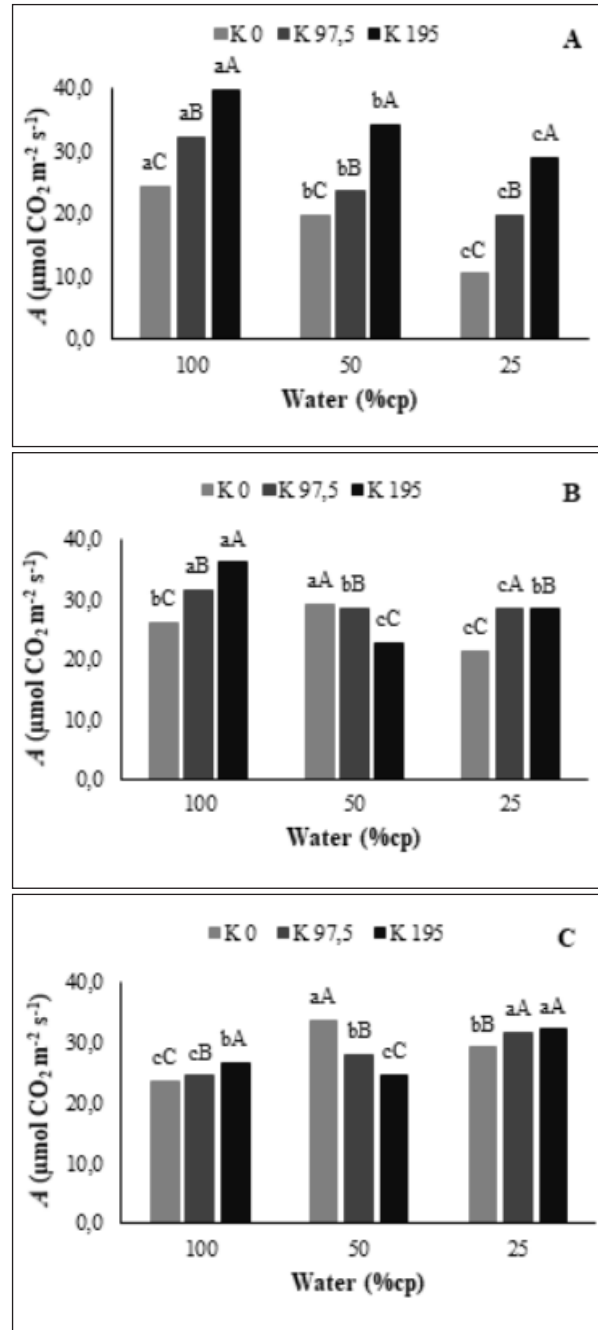 K 0 K 97,5 K 195 A
aA
40,0 aB bA
cA
30,0 aC bB
bC cB
20,0
cC
10,0
0,0
100 50 25
A (µmol CO₂ m⁻² s⁻¹)
Water (%cp)
K 0 K 97,5 K 195 B
40,0 aA
aB aA bB cA bB
30,0 bC cC cC
20,0
10,0
0,0
100 50 25
A (µmol CO₂ m⁻² s⁻¹)
Water (%cp)
K 0 K 97,5 K 195 C
40,0 aA
bB aA aA
30,0 cC cB bA bB cC
20,0
10,0
0,0
100 50 25
A (µmol CO₂ m⁻² s⁻¹)
Water (%cp)